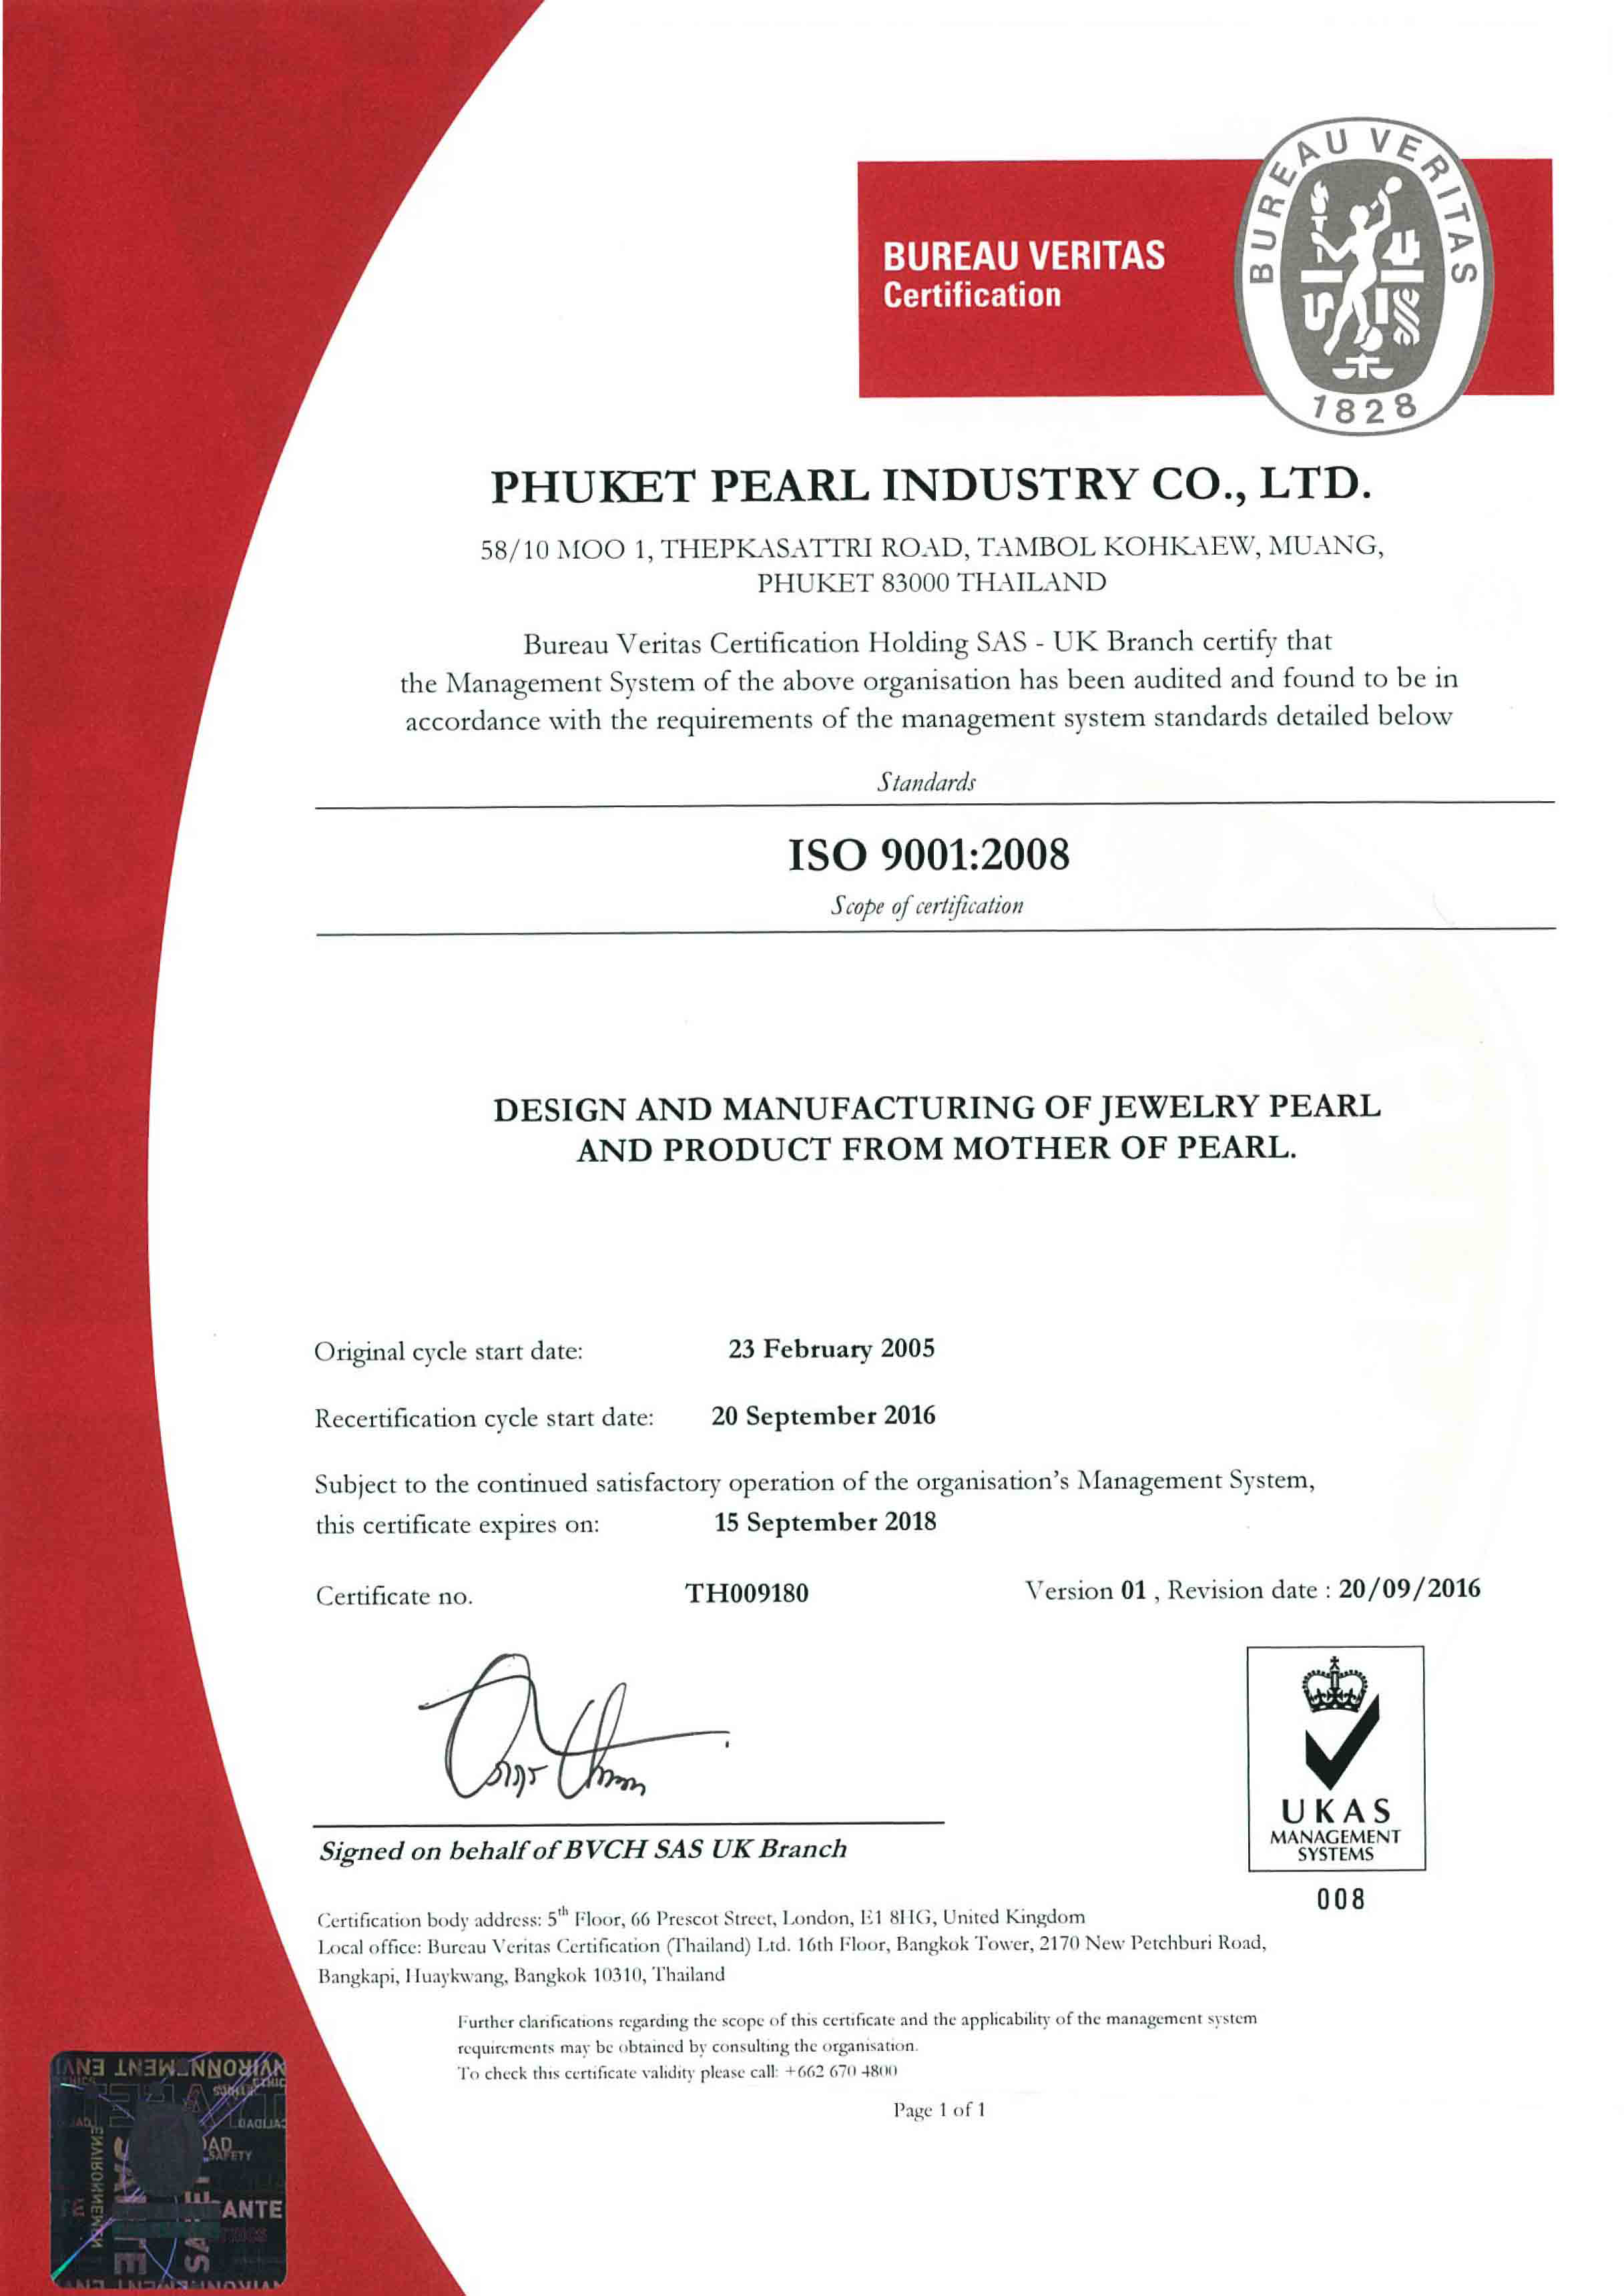 BUREAU VERITAS
Certification
BUREAU VERITAS
1828
PHUKET PEARL INDUSTRY CO., LTD.
58/10 MOO 1, THEPKASATTRI ROAD, TAMBOL KOHKAEW, MUANG,
PHUKET 83000 THAILAND
Bureau Veritas Certification Holding SAS - UK Branch certify that
the Management System of the above organisation has been audited and found to be in
accordance with the requirements of the management system standards detailed below
Standards
ISO 9001:2008
Scope of certification
DESIGN AND MANUFACTURING OF JEWELRY PEARL
AND PRODUCT FROM MOTHER OF PEARL.
Original cycle start date: 23 February 2005
Recertification cycle start date: 20 September 2016
Subject to the continued satisfactory operation of the organisation's Management System,
this certificate expires on: 15 September 2018
Certificate no. TH009180 Version 01 , Revision date : 20/09/2016
Signed on behalf of BVCH SAS UK Branch
UKAS
MANAGEMENT
SYSTEMS
008
Certification body address: 5th Floor, 66 Prescot Street, London, E1 8HG, United Kingdom
Local office: Bureau Veritas Certification (Thailand) Ltd. 16th Floor, Bangkok Tower, 2170 New Petchburi Road,
Bangkapi, Huaykwang, Bangkok 10310, Thailand
Further clarifications regarding the scope of this certificate and the applicability of the management system
requirements may be obtained by consulting the organisation.
To check this certificate validity please call: +662 670 4800
Page 1 of 1
SAFETY
ANTE